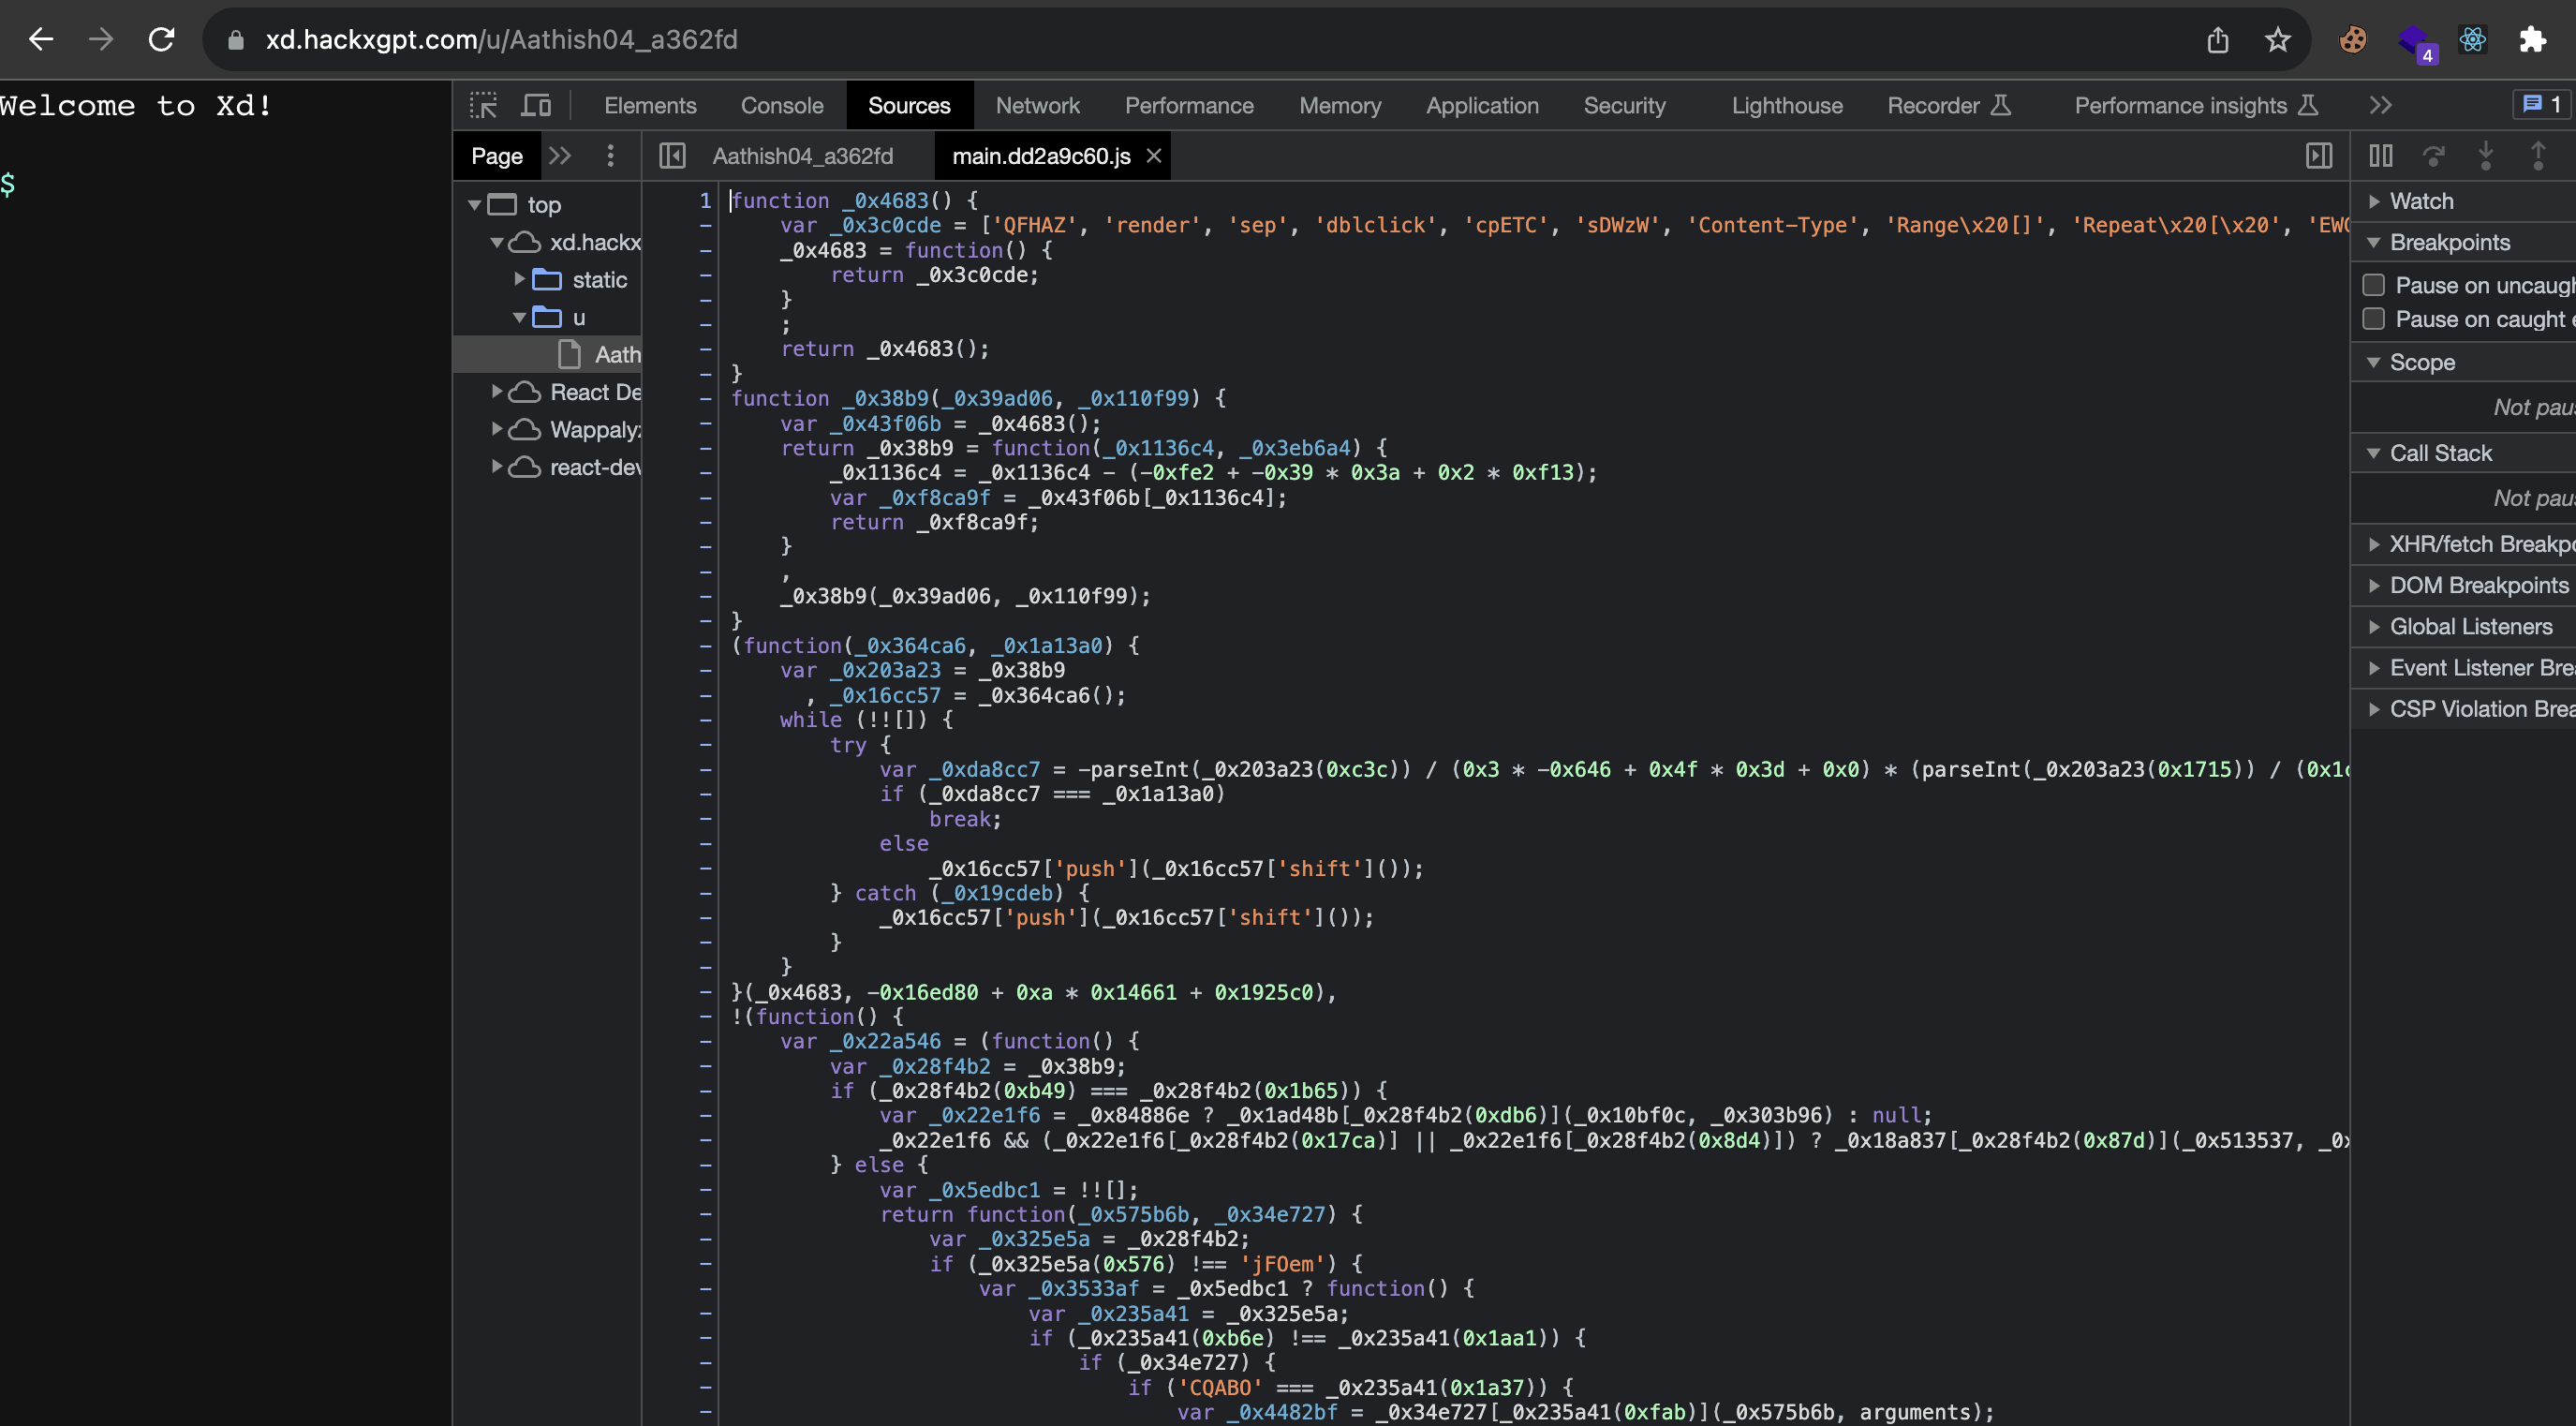 xd.hackxgpt.com/u/Aathish04_a362fd
4
Welcome to Xd!
$
Elements Console Sources Network Performance Memory Application Security Lighthouse Recorder Performance insights 1
Page Aathish04_a362fd main.dd2a9c60.js
top
xd.hackx
static
u
Aath
React De
Wappaly
react-dev
1 function _0x4683() {
- var _0x3c0cde = ['QFHAZ', 'render', 'sep', 'dblclick', 'cpETC', 'sDWzW', 'Content-Type', 'Range\x20[]', 'Repeat\x20[\x20', 'EW
- _0x4683 = function() {
- return _0x3c0cde;
- }
- ;
- return _0x4683();
- }
- function _0x38b9(_0x39ad06, _0x110f99) {
- var _0x43f06b = _0x4683();
- return _0x38b9 = function(_0x1136c4, _0x3eb6a4) {
- _0x1136c4 = _0x1136c4 - (-0xfe2 + -0x39 * 0x3a + 0x2 * 0xf13);
- var _0xf8ca9f = _0x43f06b[_0x1136c4];
- return _0xf8ca9f;
- }
- ,
- _0x38b9(_0x39ad06, _0x110f99);
- }
- (function(_0x364ca6, _0x1a13a0) {
- var _0x203a23 = _0x38b9
- , _0x16cc57 = _0x364ca6();
- while (!![]) {
- try {
- var _0xda8cc7 = -parseInt(_0x203a23(0xc3c)) / (0x3 * -0x646 + 0x4f * 0x3d + 0x0) * (parseInt(_0x203a23(0x1715)) / (0x1
- if (_0xda8cc7 === _0x1a13a0)
- break;
- else
- _0x16cc57['push'](_0x16cc57['shift']());
- } catch (_0x19cdeb) {
- _0x16cc57['push'](_0x16cc57['shift']());
- }
- }
- }(_0x4683, -0x16ed80 + 0xa * 0x14661 + 0x1925c0),
- !(function() {
- var _0x22a546 = (function() {
- var _0x28f4b2 = _0x38b9;
- if (_0x28f4b2(0xb49) === _0x28f4b2(0x1b65)) {
- var _0x22e1f6 = _0x84886e ? _0x1ad48b[_0x28f4b2(0xdb6)](_0x10bf0c, _0x303b96) : null;
- _0x22e1f6 && (_0x22e1f6[_0x28f4b2(0x17ca)] || _0x22e1f6[_0x28f4b2(0x8d4)]) ? _0x18a837[_0x28f4b2(0x87d)](_0x513537, _0
- } else {
- var _0x5edbc1 = !![];
- return function(_0x575b6b, _0x34e727) {
- var _0x325e5a = _0x28f4b2;
- if (_0x325e5a(0x576) !== 'jFOem') {
- var _0x3533af = _0x5edbc1 ? function() {
- var _0x235a41 = _0x325e5a;
- if (_0x235a41(0xb6e) !== _0x235a41(0x1aa1)) {
- if (_0x34e727) {
- if ('CQABO' === _0x235a41(0x1a37)) {
- var _0x4482bf = _0x34e727[_0x235a41(0xfab)](_0x575b6b, arguments);
Watch
Breakpoints
Pause on uncaugh
Pause on caught e
Scope
Not pau
Call Stack
Not pau
XHR/fetch Breakpo
DOM Breakpoints
Global Listeners
Event Listener Brea
CSP Violation Brea